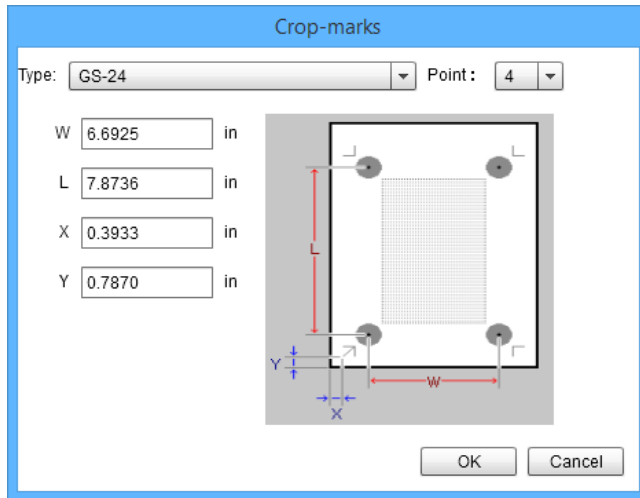 Crop-marks
Type: GS-24 Point: 4
W 6.6925 in
L 7.8736 in
X 0.3933 in
Y 0.7870 in
L
Y
W
X
OK Cancel